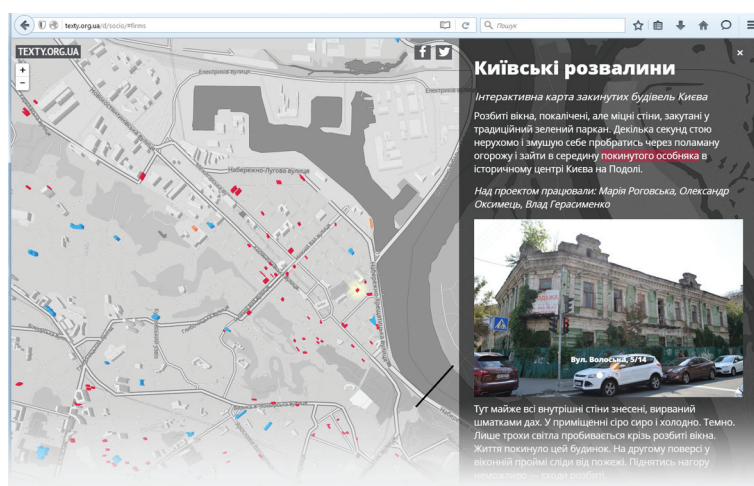 texty.org.ua/d/socio/#firms
Пошук
TEXTY.ORG.UA
+
−
Електриків вулиця
Набережно-Лугова вулиця
Київські розвалини
Інтерактивна карта закинутих будівель Києва
Розбиті вікна, покалічені, але міцні стіни, закутані у
традиційний зелений паркан. Декілька секунд стою
нерухомо і змушую себе пробратись через поламану
огорожу і зайти в середину покинутого особняка в
історичному центрі Києва на Подолі.
Над проектом працювали: Марія Роговська, Олександр
Оксимець, Влад Герасименко
Вул. Волоська, 5/14
Тут майже всі внутрішні стіни знесені, вирваний
шматками дах. У приміщенні сіро сиро і холодно. Темно.
Лише трохи світла пробивається крізь розбиті вікна.
Життя покинуло цей будинок. На другому поверсі у
віконній проймі сліди від пожежі. Піднятись нагору
неможливо — сходи розбиті.